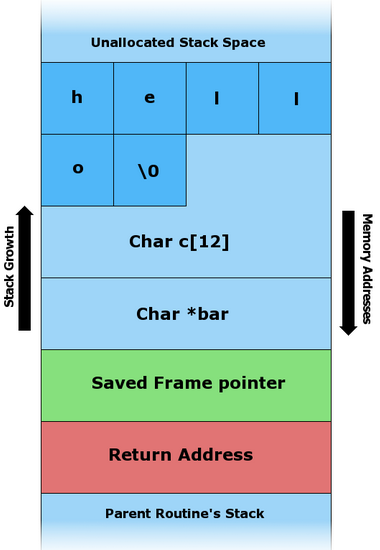 Unallocated Stack Space
h e l l
o \0
Char c[12]
Stack Growth
Memory Addresses
Char *bar
Saved Frame pointer
Return Address
Parent Routine's Stack